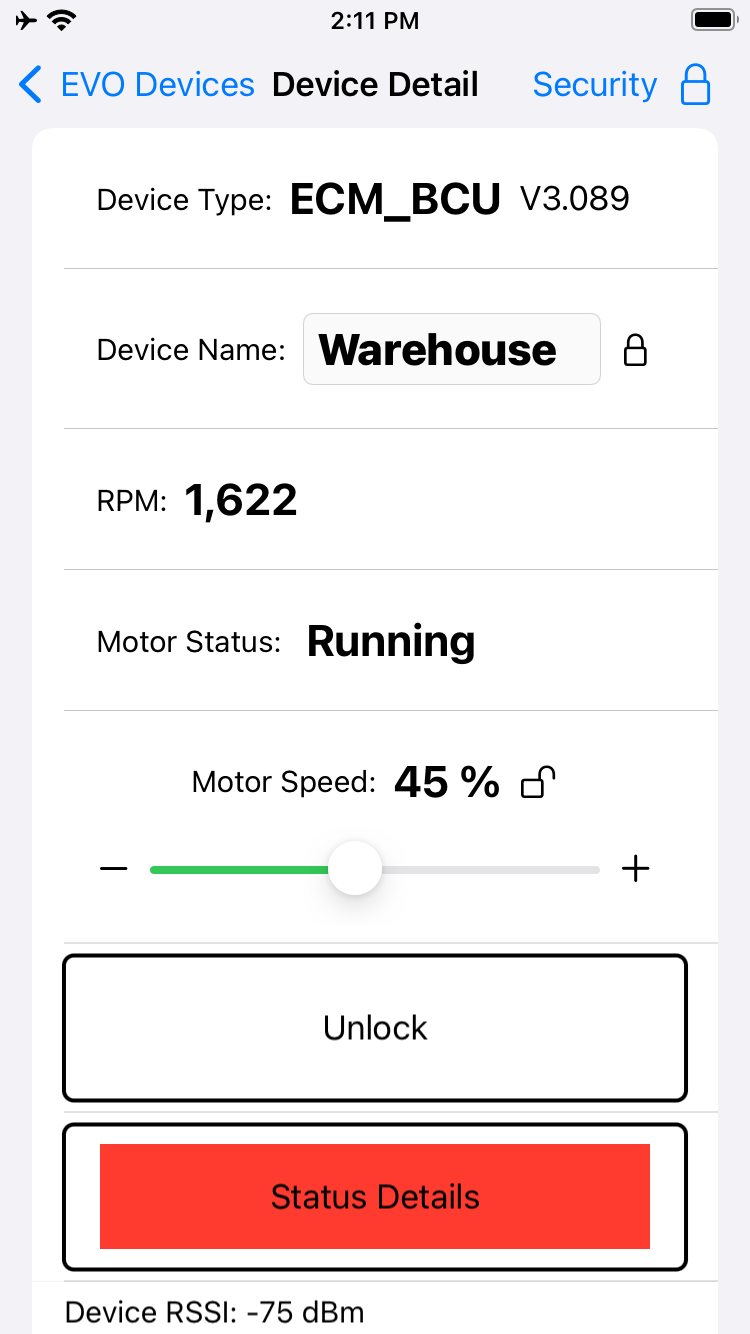 2:11 PM
EVO Devices Device Detail Security
Device Type: ECM_BCU V3.089
Device Name: Warehouse
RPM: 1,622
Motor Status: Running
Motor Speed: 45 %
Unlock
Status Details
Device RSSI: -75 dBm